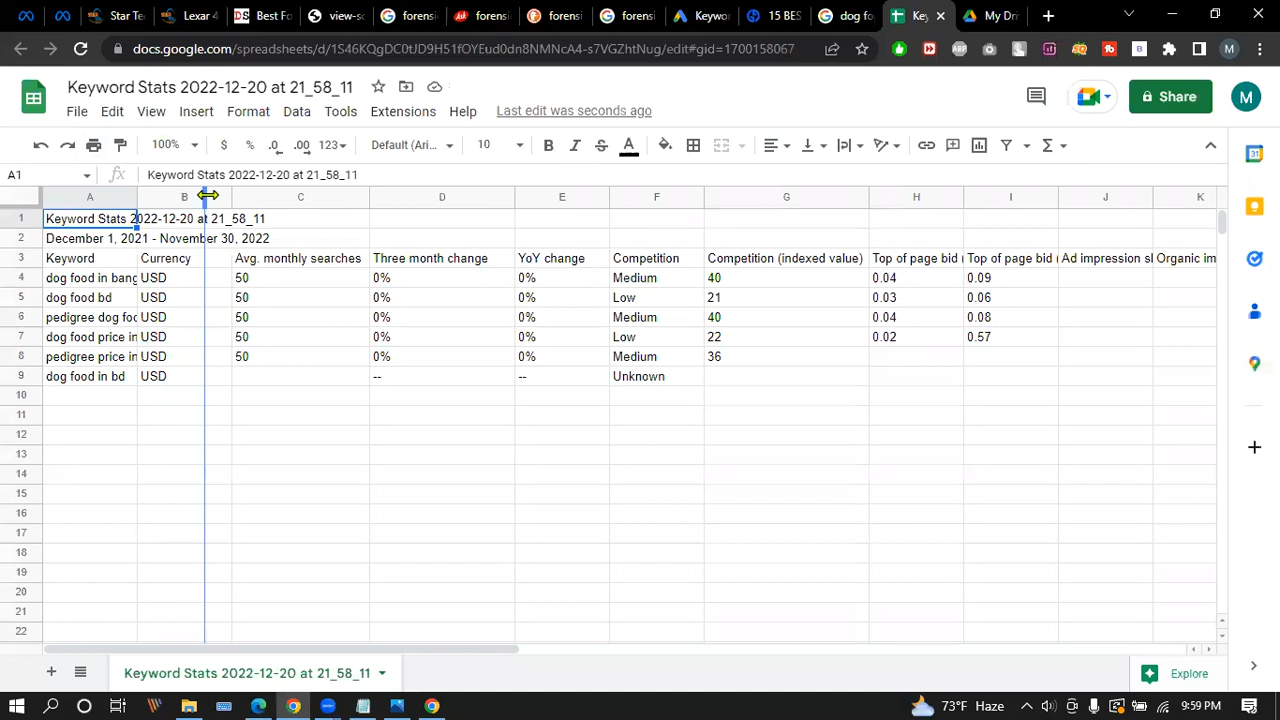 Star Te
Lexar 4
Best Fo
view-so
forensi
forensi
forensi
forensi
Keywor
15 BES
dog fo
Key
My Dri
docs.google.com/spreadsheets/d/1S46KQgDC0tUD9H51fOYEud0dn8NMNcA4-s7VGZhtNug/edit#gid=1700158067
M
Keyword Stats 2022-12-20 at 21_58_11
File Edit View Insert Format Data Tools Extensions Help Last edit was seconds ago
Share
M
100% $ % .0 .00 123 Default (Ari... 10 B I S A
A1 fx Keyword Stats 2022-12-20 at 21_58_11
A B C D E F G H I J K
1 Keyword Stats 2022-12-20 at 21_58_11
2 December 1, 2021 - November 30, 2022
3 Keyword Currency Avg. monthly searches Three month change YoY change Competition Competition (indexed value) Top of page bid ( Top of page bid ( Ad impression sl Organic im
4 dog food in bang USD 50 0% 0% Medium 40 0.04 0.09
5 dog food bd USD 50 0% 0% Low 21 0.03 0.06
6 pedigree dog foo USD 50 0% 0% Medium 40 0.04 0.08
7 dog food price in USD 50 0% 0% Low 22 0.02 0.57
8 pedigree price in USD 50 0% 0% Medium 36
9 dog food in bd USD -- -- Unknown
10
11
12
13
14
15
16
17
18
19
20
21
22
Keyword Stats 2022-12-20 at 21_58_11
Explore
73°F Haze
9:59 PM